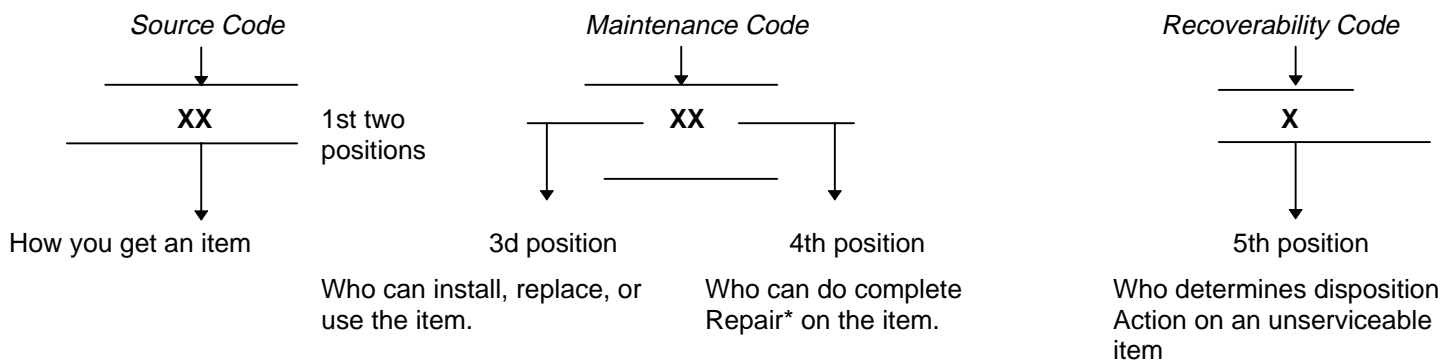 Source Code
Maintenance Code
Recoverability Code
XX
1st two
positions
XX
X
How you get an item
3d position
4th position
5th position
Who can install, replace, or
use the item.
Who can do complete
Repair* on the item.
Who determines disposition
Action on an unserviceable
item